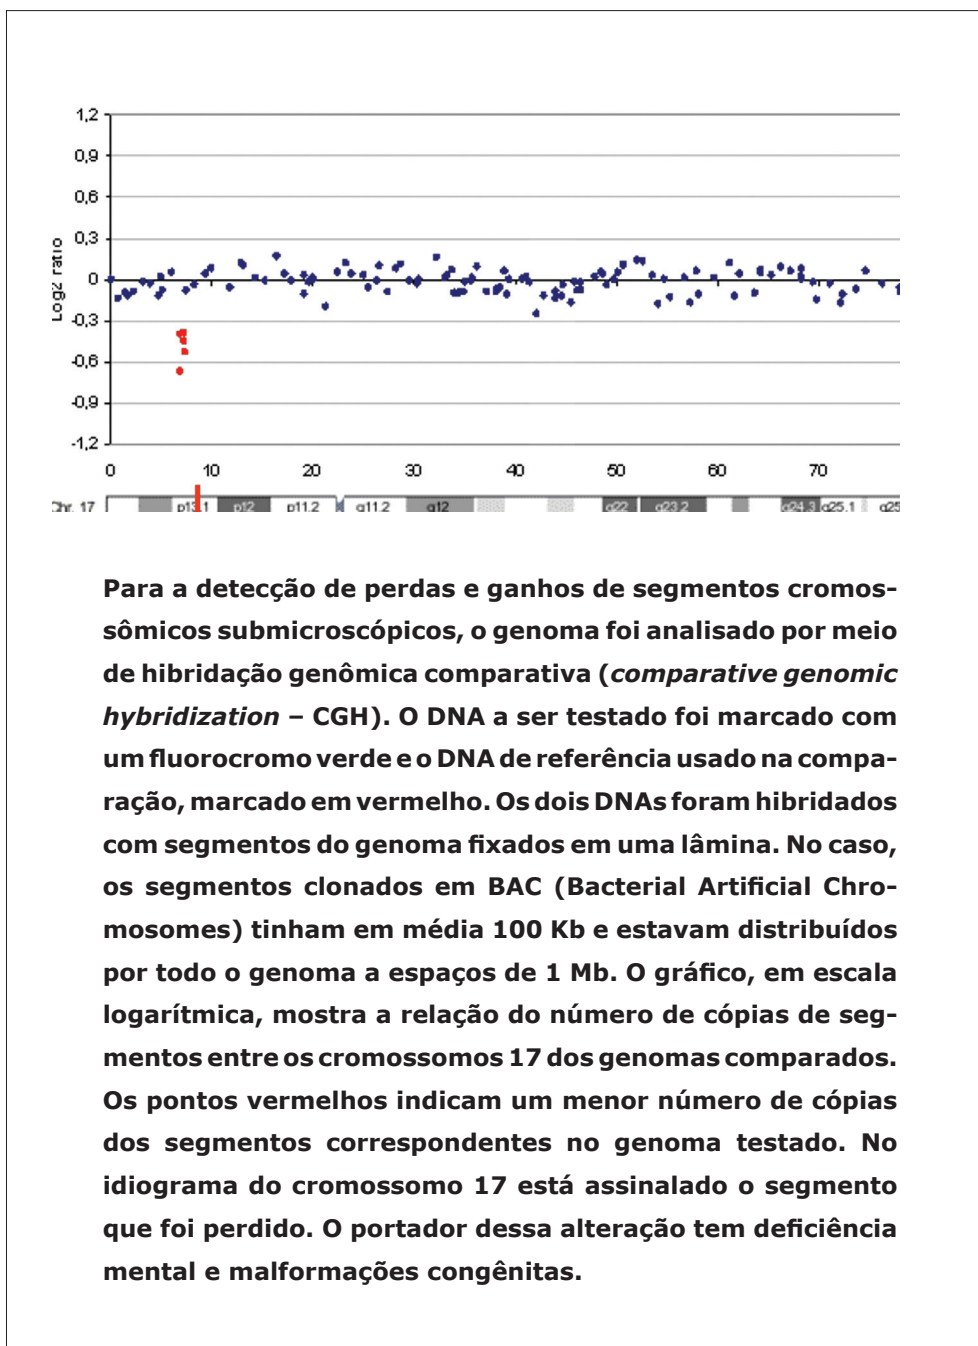 1,2
0,9
0,6
0,3
0
-0,3
-0,6
-0,9
-1,2
Log2 ratio
0 10 20 30 40 50 60 70
Chr. 17 p13.1 p12 p11.2 q11.2 q12 q22 q23.2 q24.3 q25.1 q25
Para a detecção de perdas e ganhos de segmentos cromos-
sômicos submicroscópicos, o genoma foi analisado por meio
de hibridação genômica comparativa (comparative genomic
hybridization – CGH). O DNA a ser testado foi marcado com
um fluorocromo verde e o DNA de referência usado na compa-
ração, marcado em vermelho. Os dois DNAs foram hibridados
com segmentos do genoma fixados em uma lâmina. No caso,
os segmentos clonados em BAC (Bacterial Artificial Chro-
mosomes) tinham em média 100 Kb e estavam distribuídos
por todo o genoma a espaços de 1 Mb. O gráfico, em escala
logarítmica, mostra a relação do número de cópias de seg-
mentos entre os cromossomos 17 dos genomas comparados.
Os pontos vermelhos indicam um menor número de cópias
dos segmentos correspondentes no genoma testado. No
idiograma do cromossomo 17 está assinalado o segmento
que foi perdido. O portador dessa alteração tem deficiência
mental e malformações congênitas.